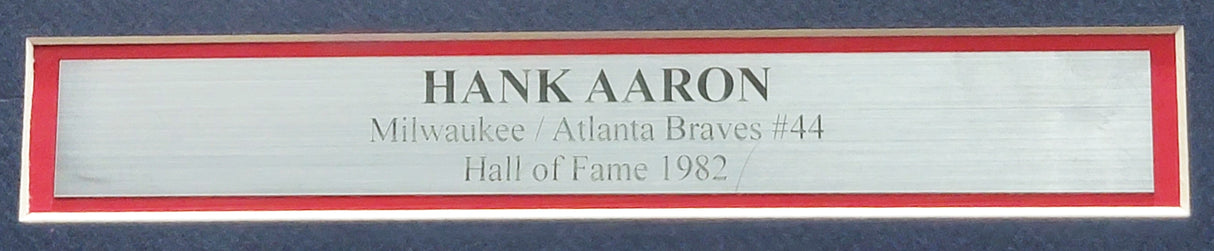 HANK AARON
Milwaukee / Atlanta Braves #44
Hall of Fame 1982